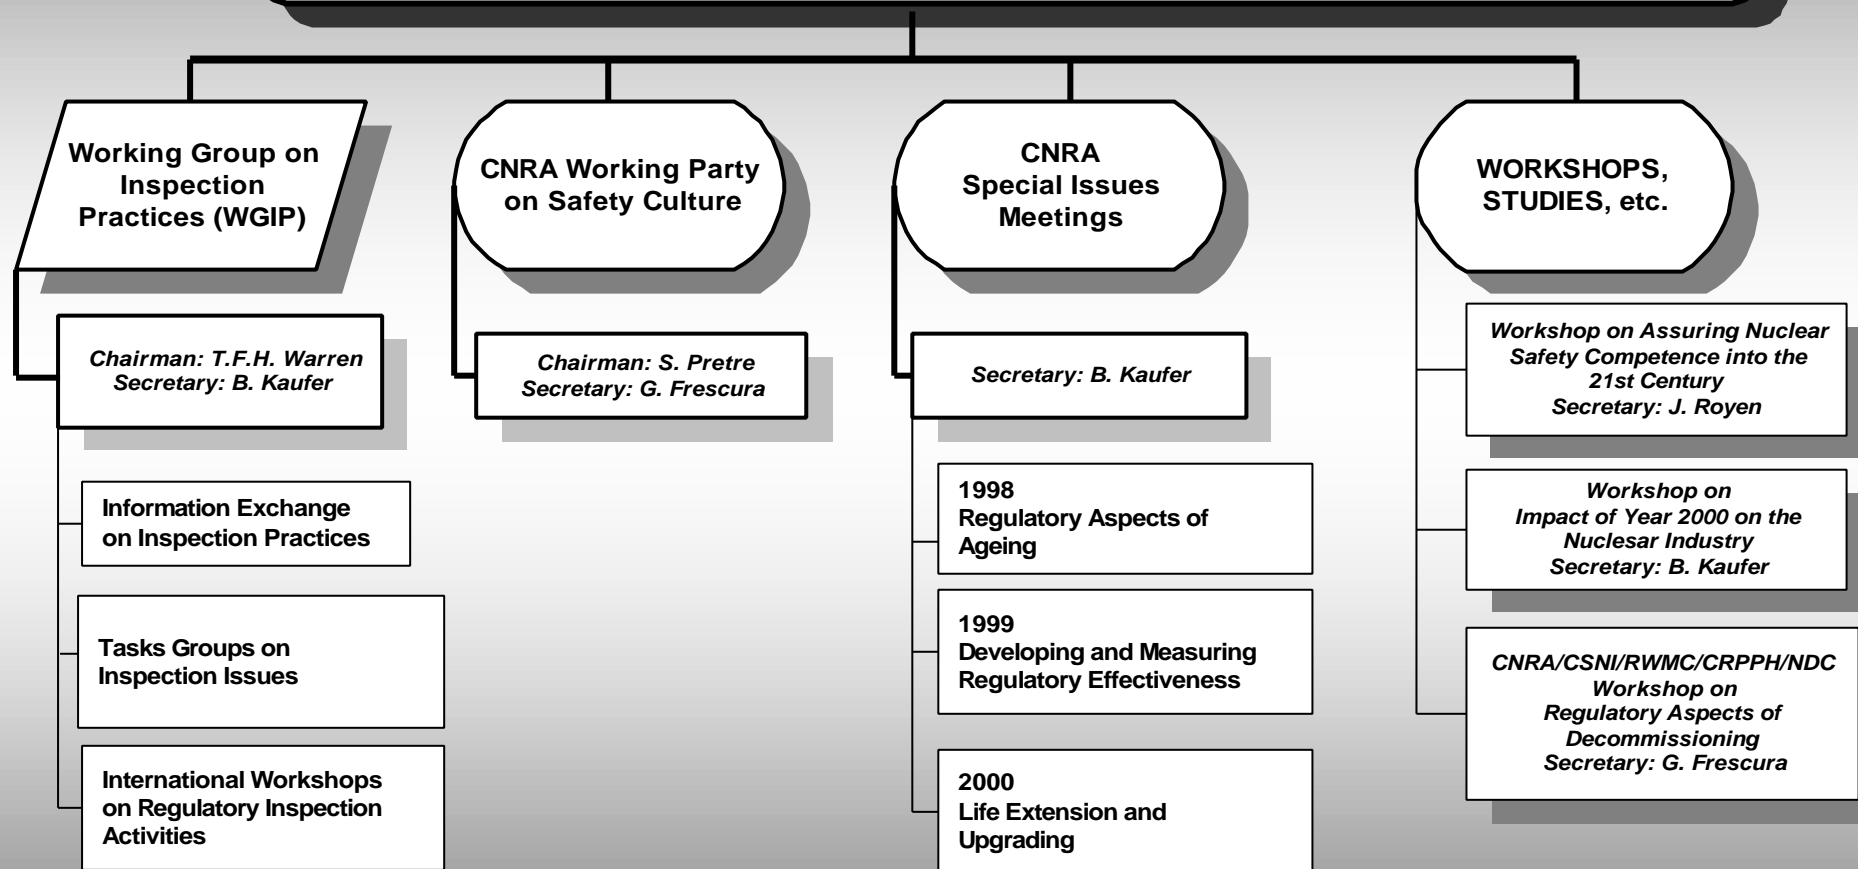 Working Group on
Inspection
Practices (WGIP)
Chairman: T.F.H. Warren
Secretary: B. Kaufer
Information Exchange
on Inspection Practices
Tasks Groups on
Inspection Issues
International Workshops
on Regulatory Inspection
Activities
CNRA Working Party
on Safety Culture
Chairman: S. Pretre
Secretary: G. Frescura
CNRA
Special Issues
Meetings
Secretary: B. Kaufer
1998
Regulatory Aspects of
Ageing
1999
Developing and Measuring
Regulatory Effectiveness
2000
Life Extension and
Upgrading
WORKSHOPS,
STUDIES, etc.
Workshop on Assuring Nuclear
Safety Competence into the
21st Century
Secretary: J. Royen
Workshop on
Impact of Year 2000 on the
Nuclesar Industry
Secretary: B. Kaufer
CNRA/CSNI/RWMC/CRPPH/NDC
Workshop on
Regulatory Aspects of
Decommissioning
Secretary: G. Frescura